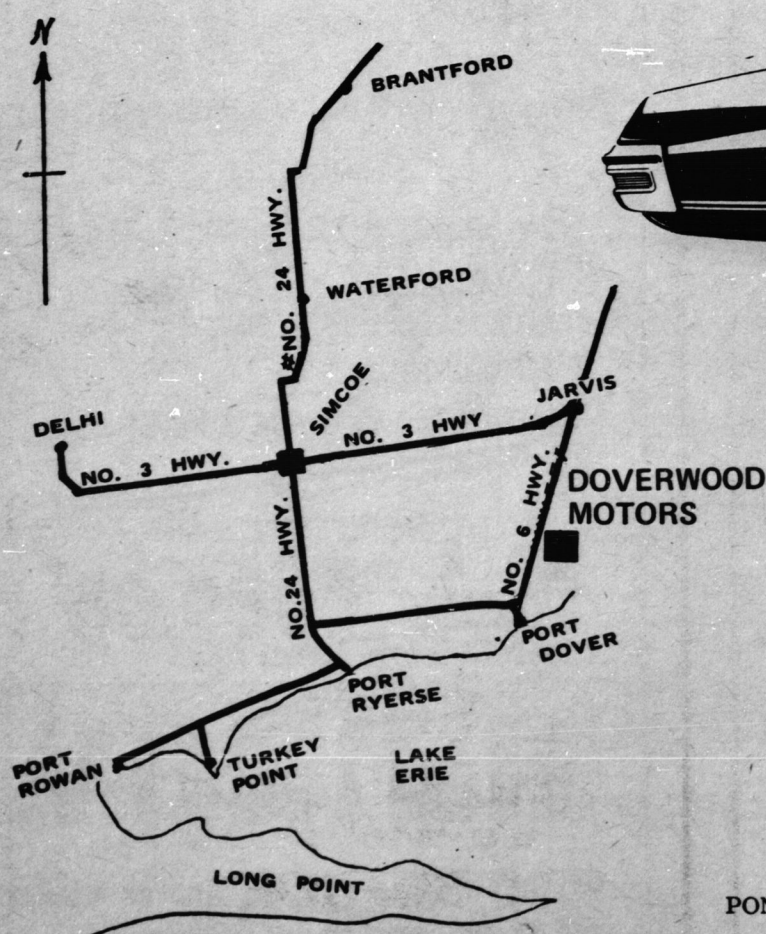 N
BRANTFORD
#NO. 24 HWY.
WATERFORD
SIMCOE
JARVIS
DELHI
NO. 3 HWY.
NO. 3 HWY
NO. 6 HWY.
DOVERWOOD
MOTORS
NO.24 HWY.
PORT
DOVER
PORT
RYERSE
PORT
ROWAN
TURKEY
POINT
LAKE
ERIE
LONG POINT